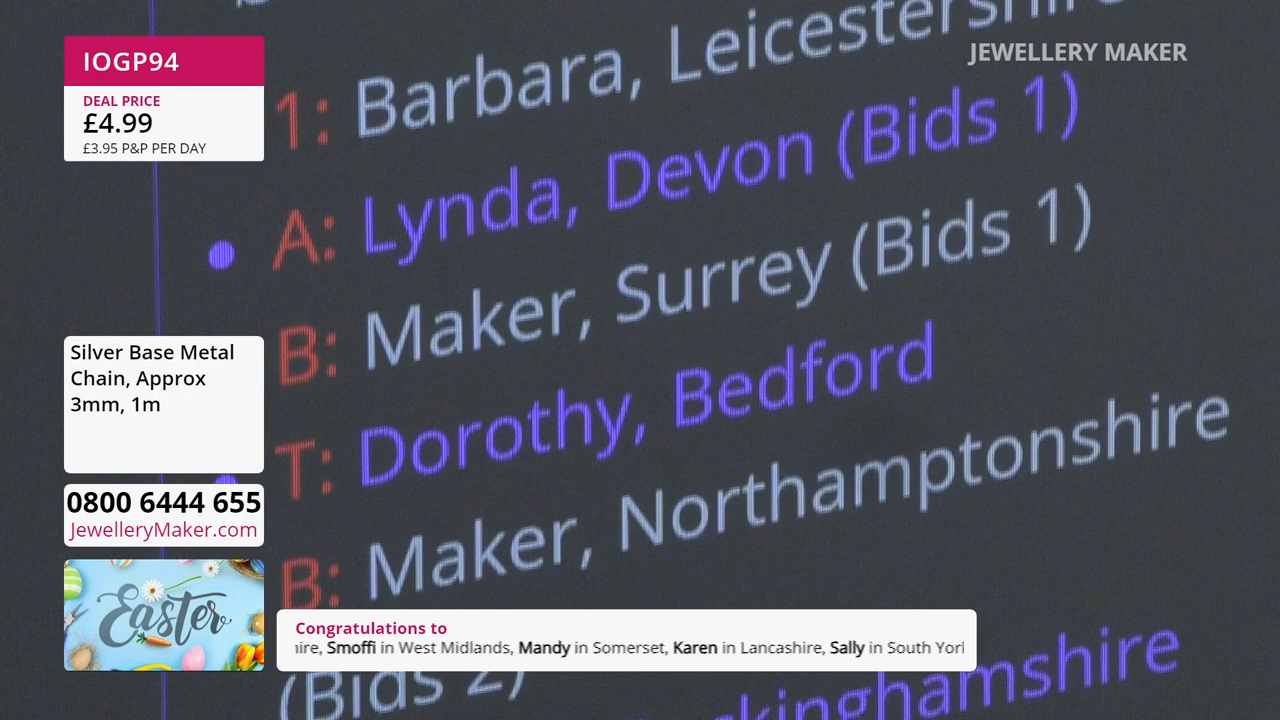 IOGP94
DEAL PRICE
£4.99
£3.95 P&P PER DAY
JEWELLERY MAKER
1: Barbara, Leicestershire
A: Lynda, Devon (Bids 1)
B: Maker, Surrey (Bids 1)
T: Dorothy, Bedford
B: Maker, Northamptonshire
(Bids 2)
Silver Base Metal
Chain, Approx
3mm, 1m
0800 6444 655
JewelleryMaker.com
Easter
Congratulations to
ire, Smoffi in West Midlands, Mandy in Somerset, Karen in Lancashire, Sally in South York